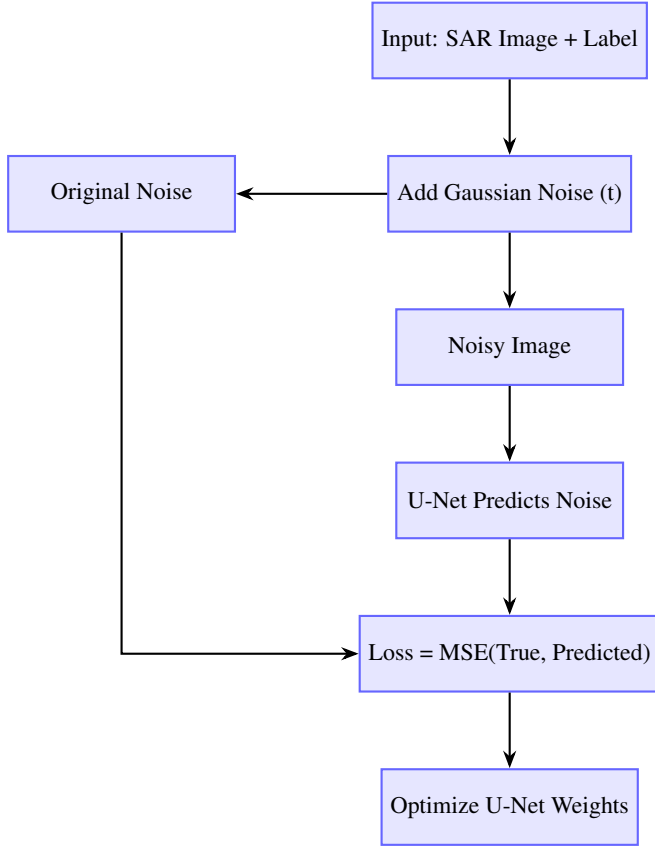 Input: SAR Image + Label
Original Noise
Add Gaussian Noise (t)
Noisy Image
U-Net Predicts Noise
Loss = MSE(True, Predicted)
Optimize U-Net Weights